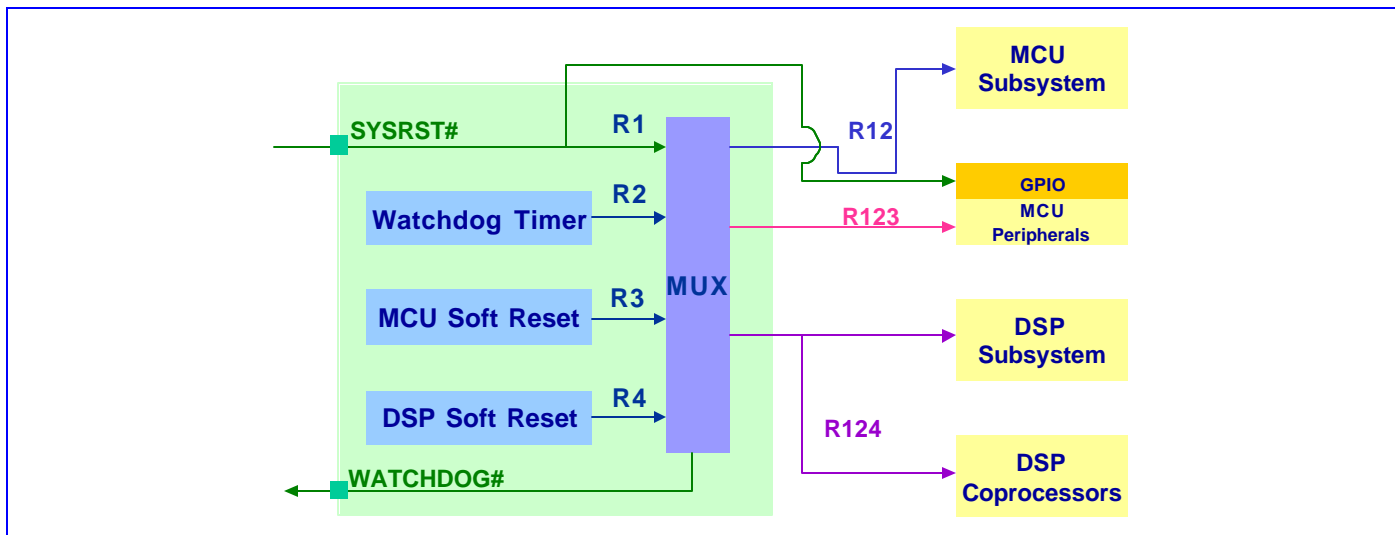 MCU
Subsystem
SYSRST#
R1
R12
R2
Watchdog Timer
GPIO
MCU
Peripherals
R123
MUX
R3
MCU Soft Reset
DSP
Subsystem
R4
DSP Soft Reset
R124
WATCHDOG#
DSP
Coprocessors